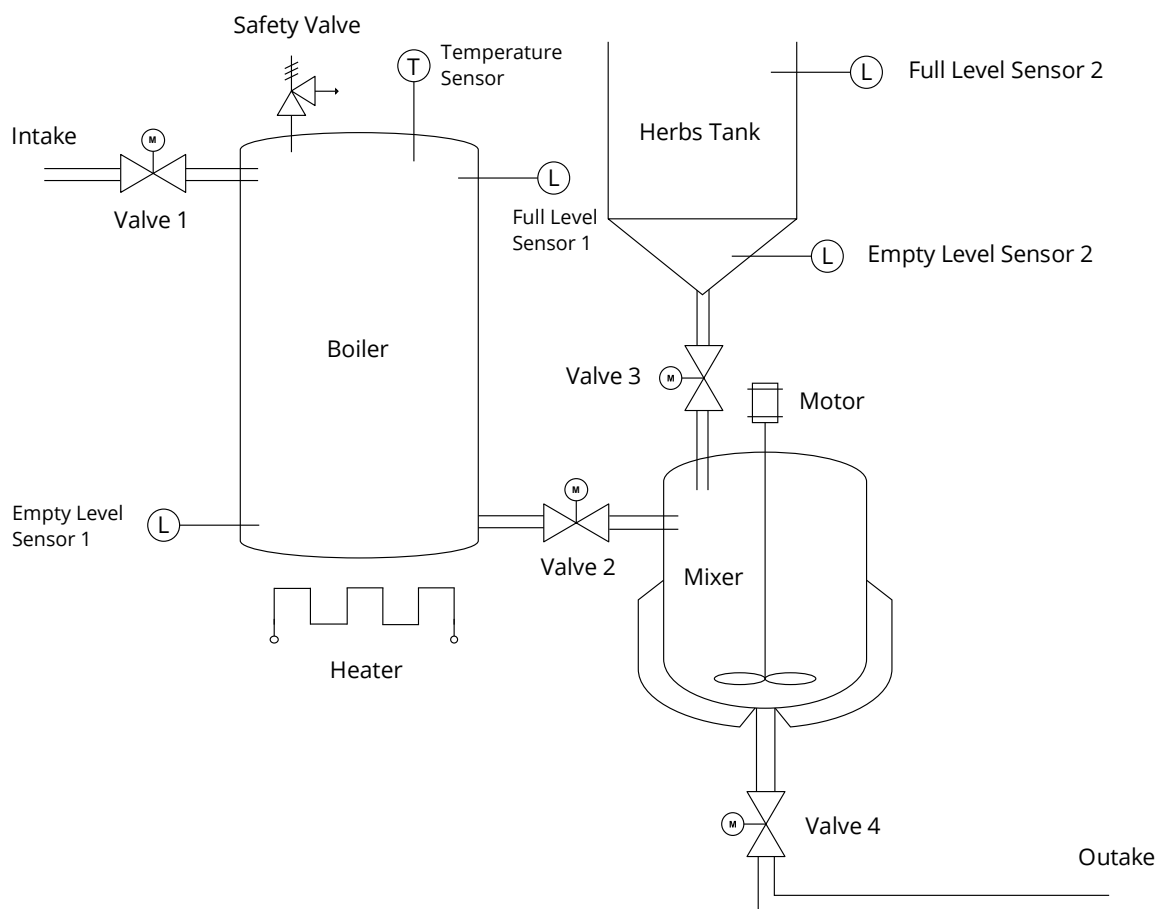 Safety Valve
T
Temperature
Sensor
L
Full Level Sensor 2
Herbs Tank
Intake
M
Valve 1
L
Full Level
Sensor 1
L
Empty Level Sensor 2
Boiler
Valve 3
M
Motor
Empty Level
Sensor 1
L
M
Valve 2
Mixer
Heater
M
Valve 4
Outake